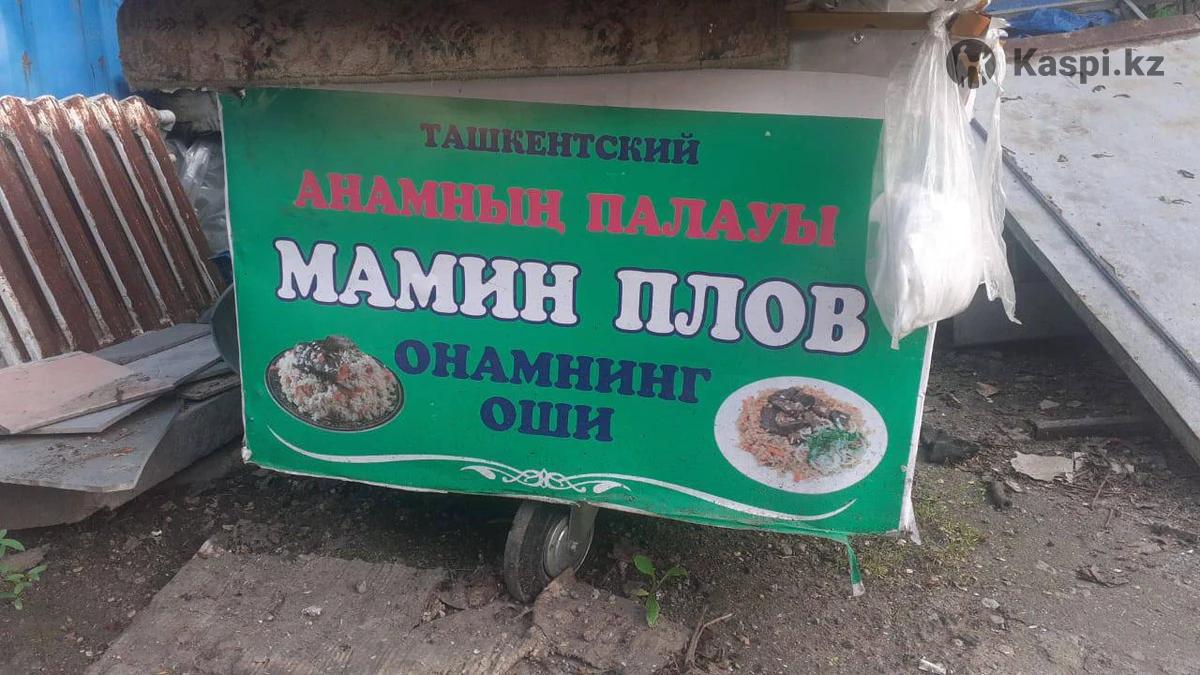 Kaspi.kz
ТАШКЕНТСКИЙ
АНАМНЫҢ ПАЛАУЫ
МАМИН ПЛОВ
ОНАМНИНГ
ОШИ